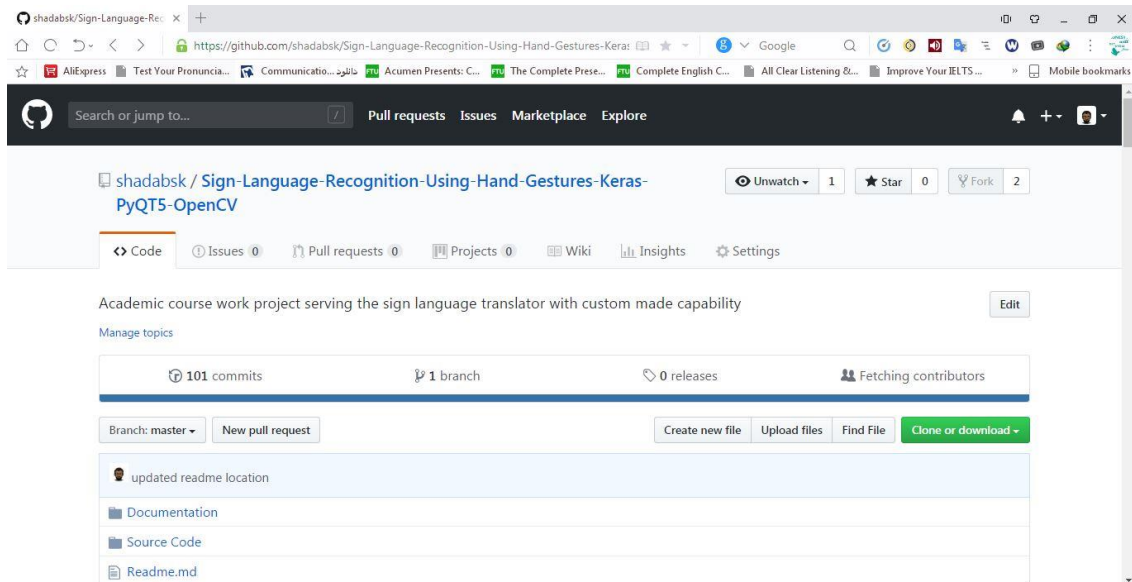 shadabsk/Sign-Language-Rec
https://github.com/shadabsk/Sign-Language-Recognition-Using-Hand-Gestures-Keras
Google
AliExpress Test Your Pronuncia... Communicatio... دانلود FTU Acumen Presents: C... FTU The Complete Prese... FTU Complete English C... All Clear Listening &... Improve Your IELTS ... » Mobile bookmarks
Search or jump to... / Pull requests Issues Marketplace Explore
shadabsk / Sign-Language-Recognition-Using-Hand-Gestures-Keras-
PyQT5-OpenCV
Unwatch 1 Star 0 Fork 2
Code Issues 0 Pull requests 0 Projects 0 Wiki Insights Settings
Academic course work project serving the sign language translator with custom made capability
Edit
Manage topics
101 commits 1 branch 0 releases Fetching contributors
Branch: master New pull request Create new file Upload files Find File Clone or download
updated readme location
Documentation
Source Code
Readme.md